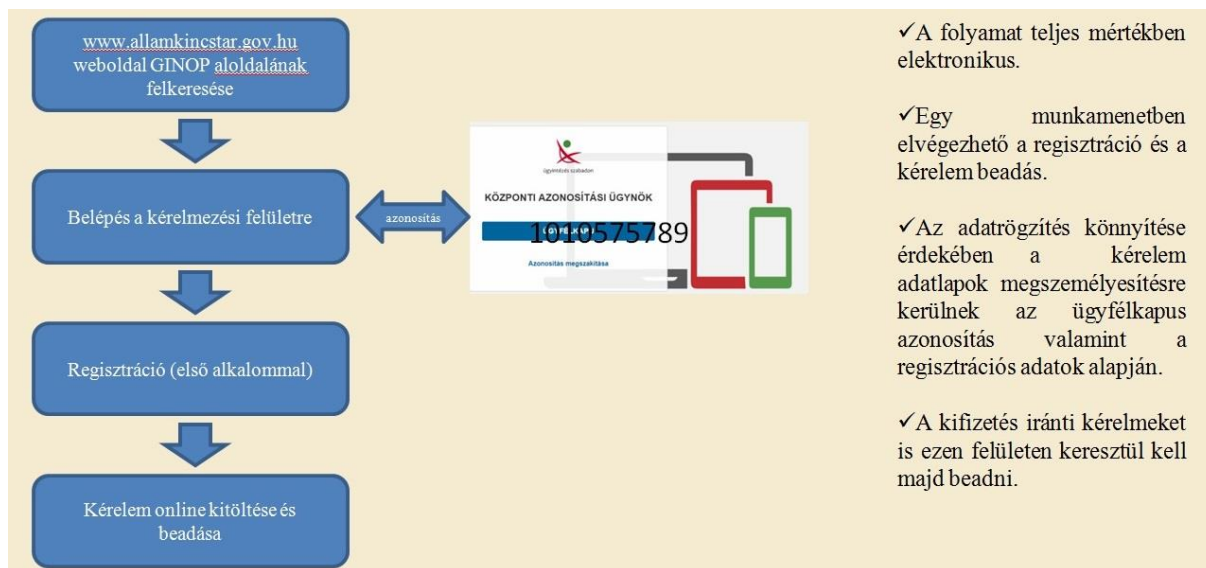 www.allamkincstar.gov.hu
weboldal GINOP aloldalának
felkeresése
Belépés a kérelmezési felületre
azonosítás
ügyintézés szabadon
KÖZPONTI AZONOSÍTÁSI ÜGYNÖK
ÜGYFÉLKAPU
1010575789
Azonosítás megszakítása
Regisztráció (első alkalommal)
Kérelem online kitöltése és
beadása
✓A folyamat teljes mértékben
elektronikus.
✓Egy munkamenetben
elvégezhető a regisztráció és a
kérelem beadás.
✓Az adatrögzítés könnyítése
érdekében a kérelem
adatlapok megszemélyesítésre
kerülnek az ügyfélkapus
azonosítás valamint a
regisztrációs adatok alapján.
✓A kifizetés iránti kérelmeket
is ezen felületen keresztül kell
majd beadni.